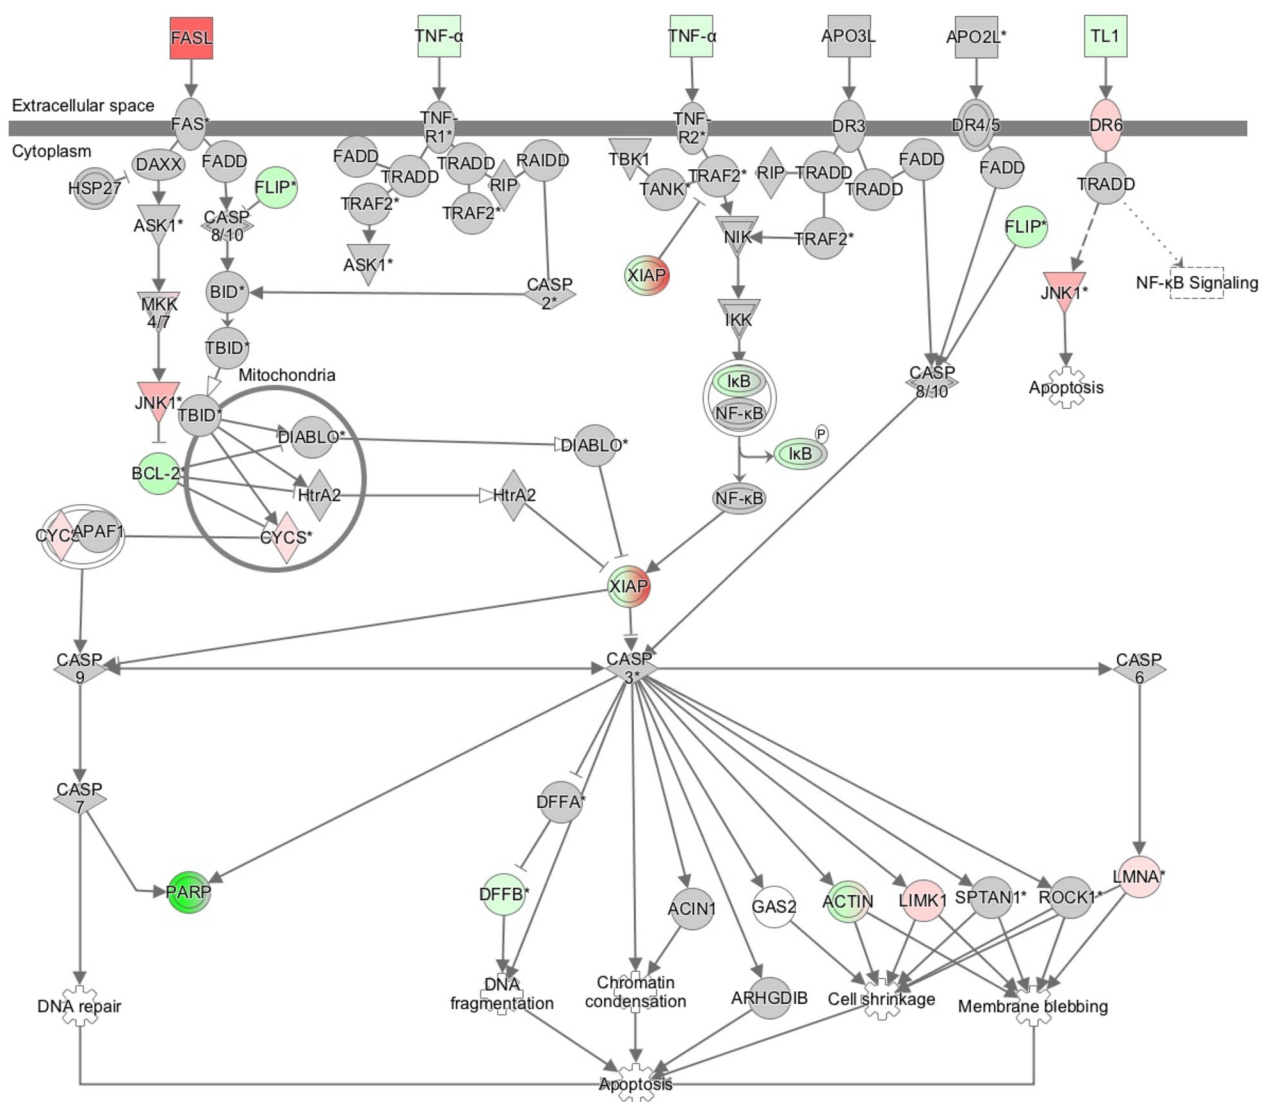 FASL
TNF-α
TNF-α
APO3L
APO2L*
TL1
Extracellular space
FAS*
TNF-
R1*
TNF-
R2*
DR3
DR4/5
DR6
Cytoplasm
HSP27
DAXX
FADD
FADD
TRADD
TRADD
RAIDD
TBK1
TANK*
TRAF2*
RIP
TRADD
TRADD
FADD
FADD
TRADD
FLIP*
RIP
ASK1*
CASP
8/10
TRAF2*
TRAF2*
NIK
TRAF2*
FLIP*
ASK1*
XIAP
NF-κB Signaling
BID*
CASP
2*
JNK1*
MKK
4/7
IKK
TBID*
Mitochondria
IκB
CASP
8/10
Apoptosis
JNK1*
TBID*
NF-κB
DIABLO*
DIABLO*
P
IκB
BCL-2*
HtrA2
HtrA2
NF-κB
CYCS
APAF1
CYCS*
XIAP
CASP
9
CASP
3*
CASP
6
CASP
7
DFFA*
PARP
DFFB*
ACIN1
GAS2
ACTIN
LIMK1
SPTAN1*
ROCK1*
LMNA*
DNA repair
DNA
fragmentation
Chromatin
condensation
ARHGDIB
Cell shrinkage
Membrane blebbing
Apoptosis